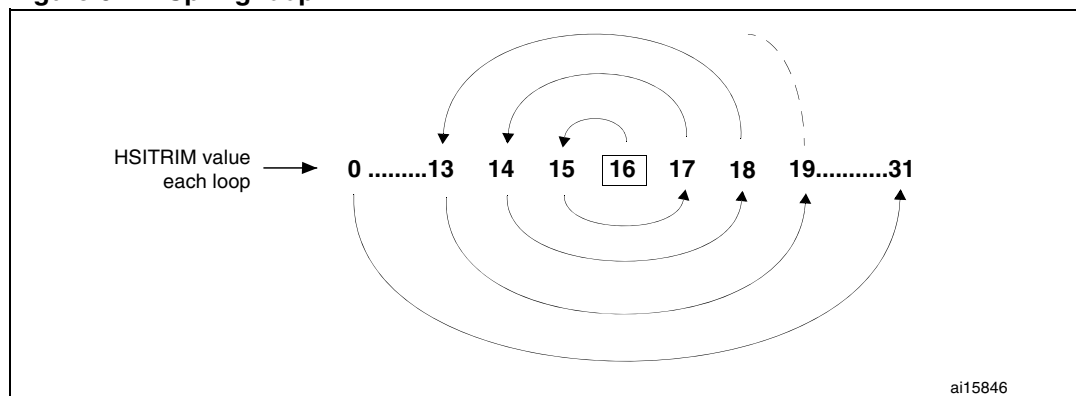 HSITRIM value
each loop
0 .........13 14 15 16 17 18 19...........31
ai15846